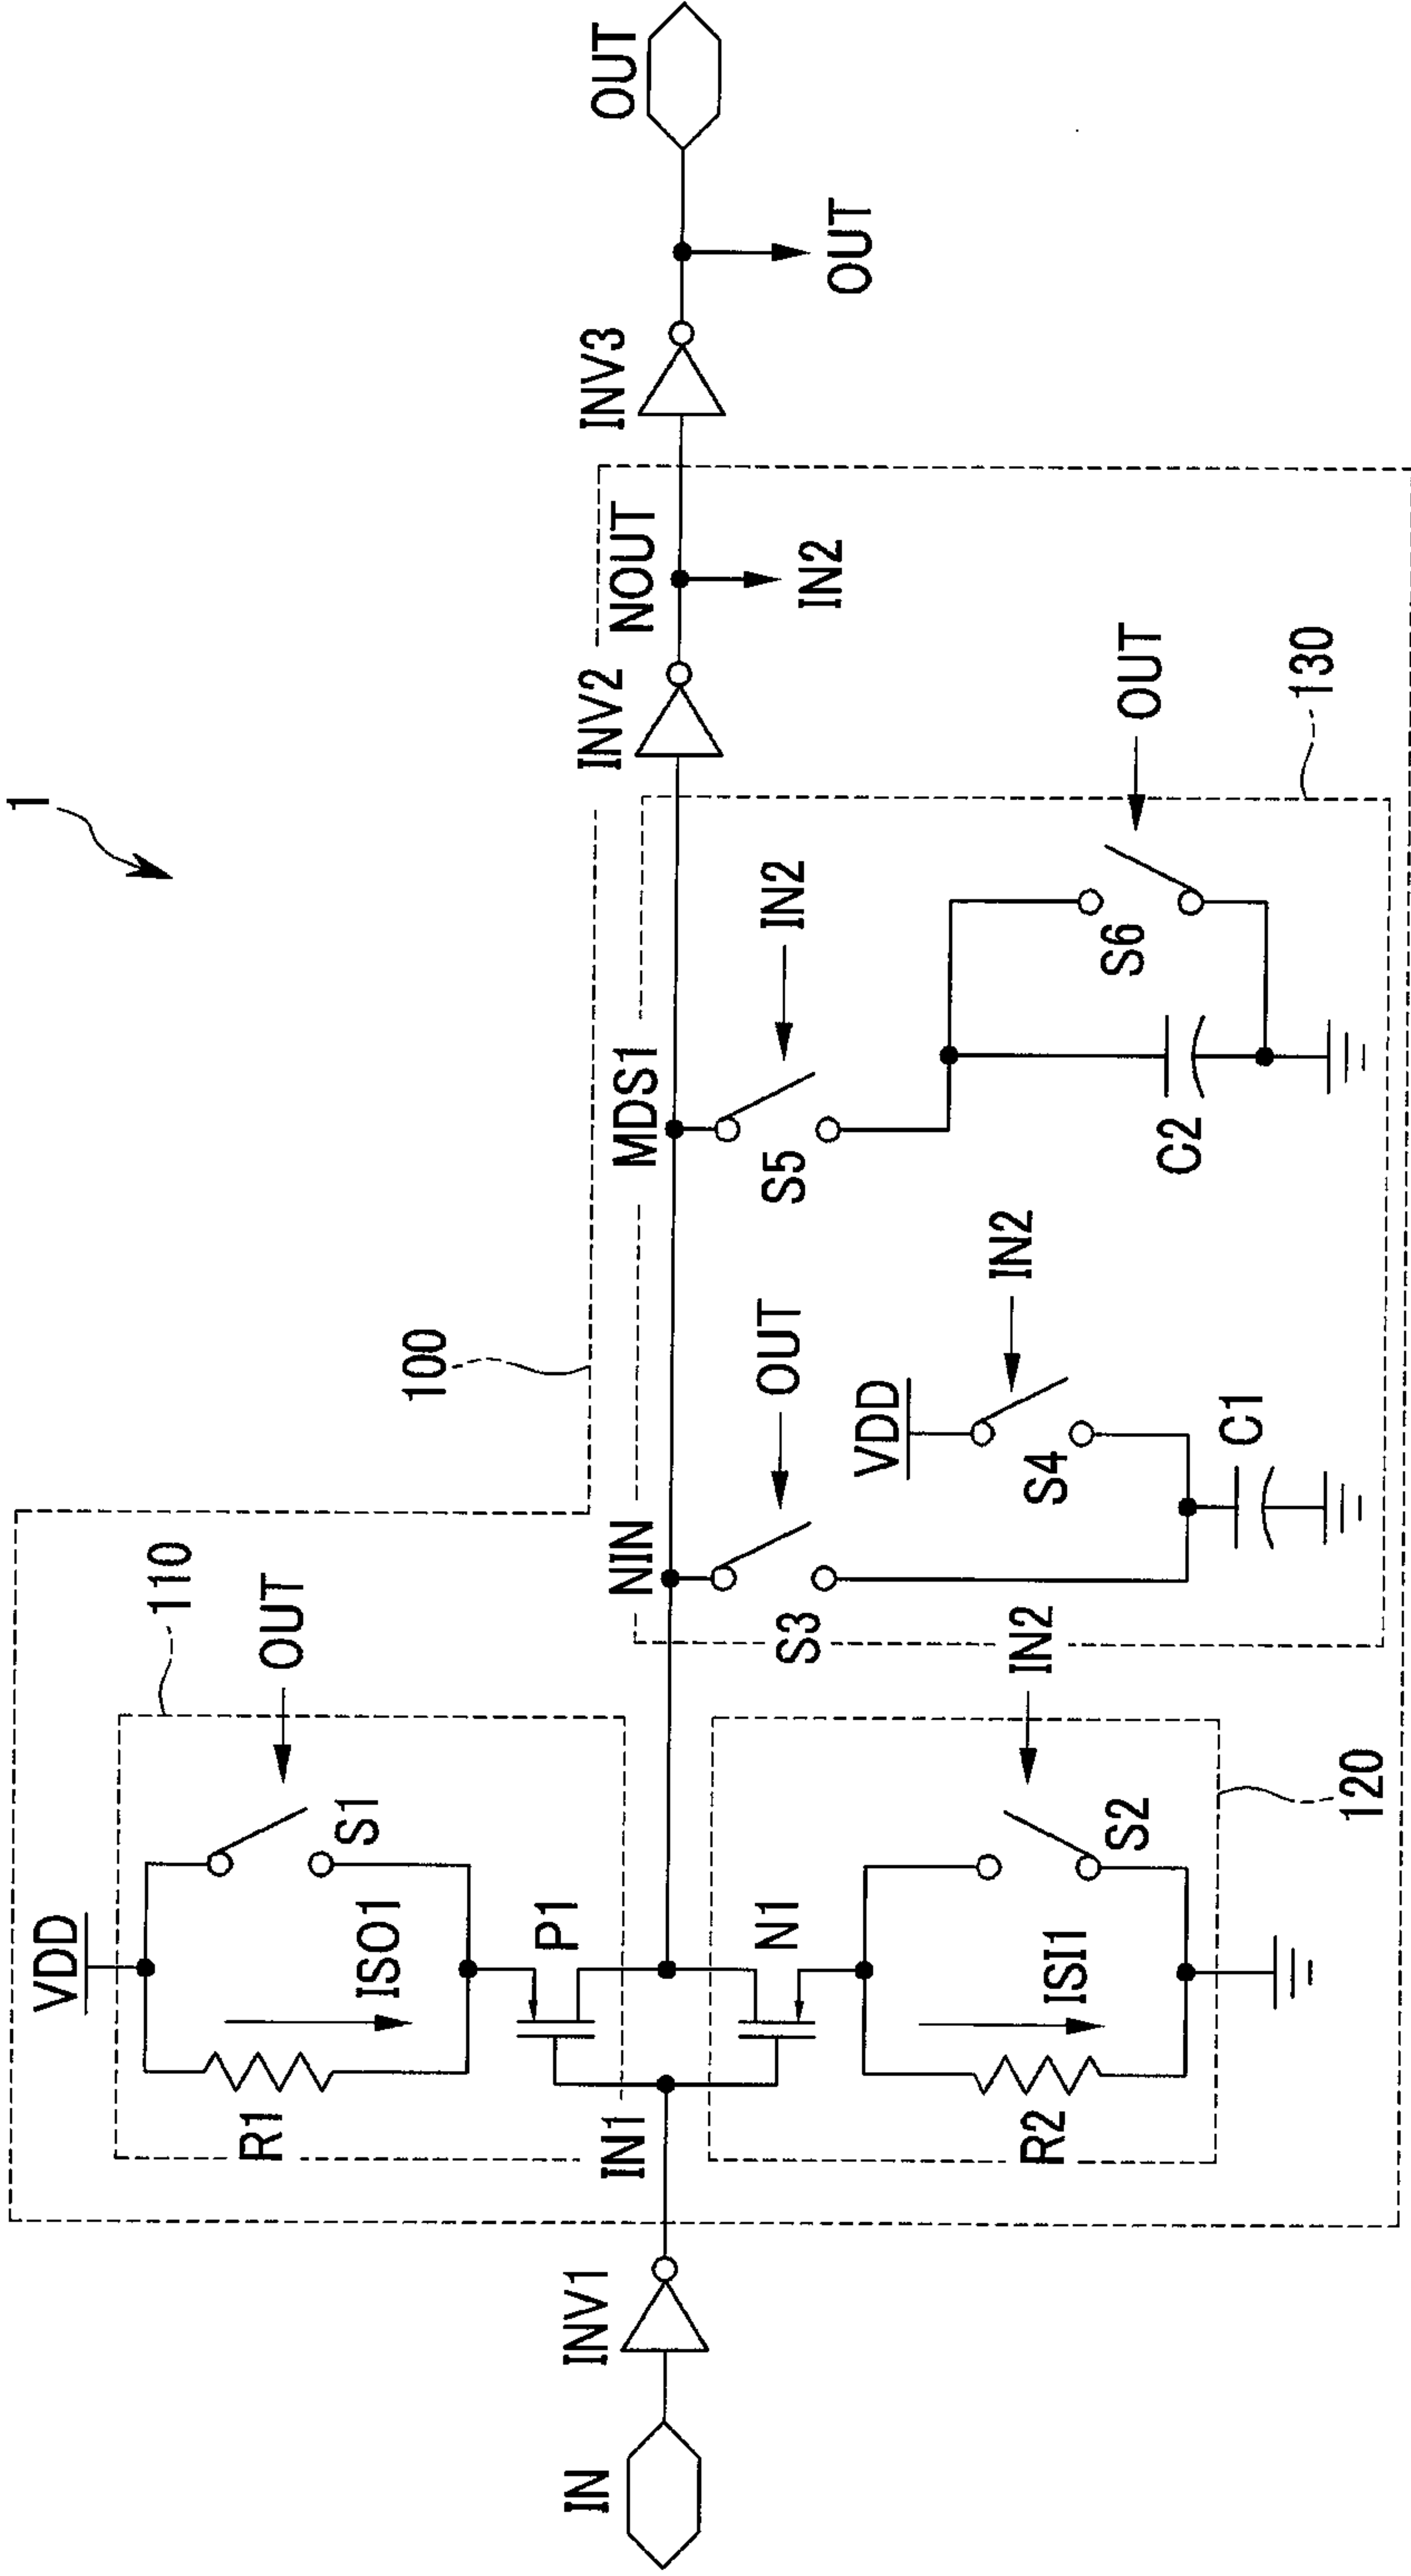 1
100
VDD
110
R1
ISO1
S1
OUT
P1
IN
INV1
IN1
NIN
MDS1
INV2
NOUT
INV3
OUT
N1
S3
OUT
S5
IN2
IN2
OUT
R2
ISI1
S2
IN2
VDD
S4
IN2
C1
C2
S6
OUT
120
130